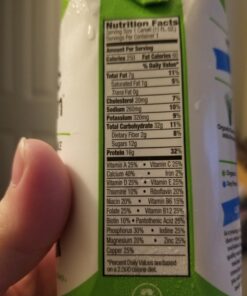 Nutrition Facts
Serving Size 1 Carton (11 FL. OZ.)
Servings Per Container 1
Amount Per Serving
Calories 250 Fat Calories 60
% Daily Value*
Total Fat 7g 11%
Saturated Fat 1g 5%
Trans Fat 0g
Cholesterol 20mg 7%
Sodium 260mg 10%
Potassium 320mg 9%
Total Carbohydrate 32g 11%
Dietary Fiber 2g 8%
Sugars 12g
Protein 16g 32%
Vitamin A 25% • Vitamin C 25%
Calcium 40% • Iron 2%
Vitamin D 25% • Vitamin E 25%
Thiamine 10% • Riboflavin 20%
Niacin 20% • Vitamin B6 15%
Folate 25% • Vitamin B12 25%
Biotin 10% • Pantothenic Acid 25%
Phosphorus 30% • Iodine 25%
Magnesium 20% • Zinc 25%
Copper 25%
*Percent Daily Values are based
on a 2,000 calorie diet.